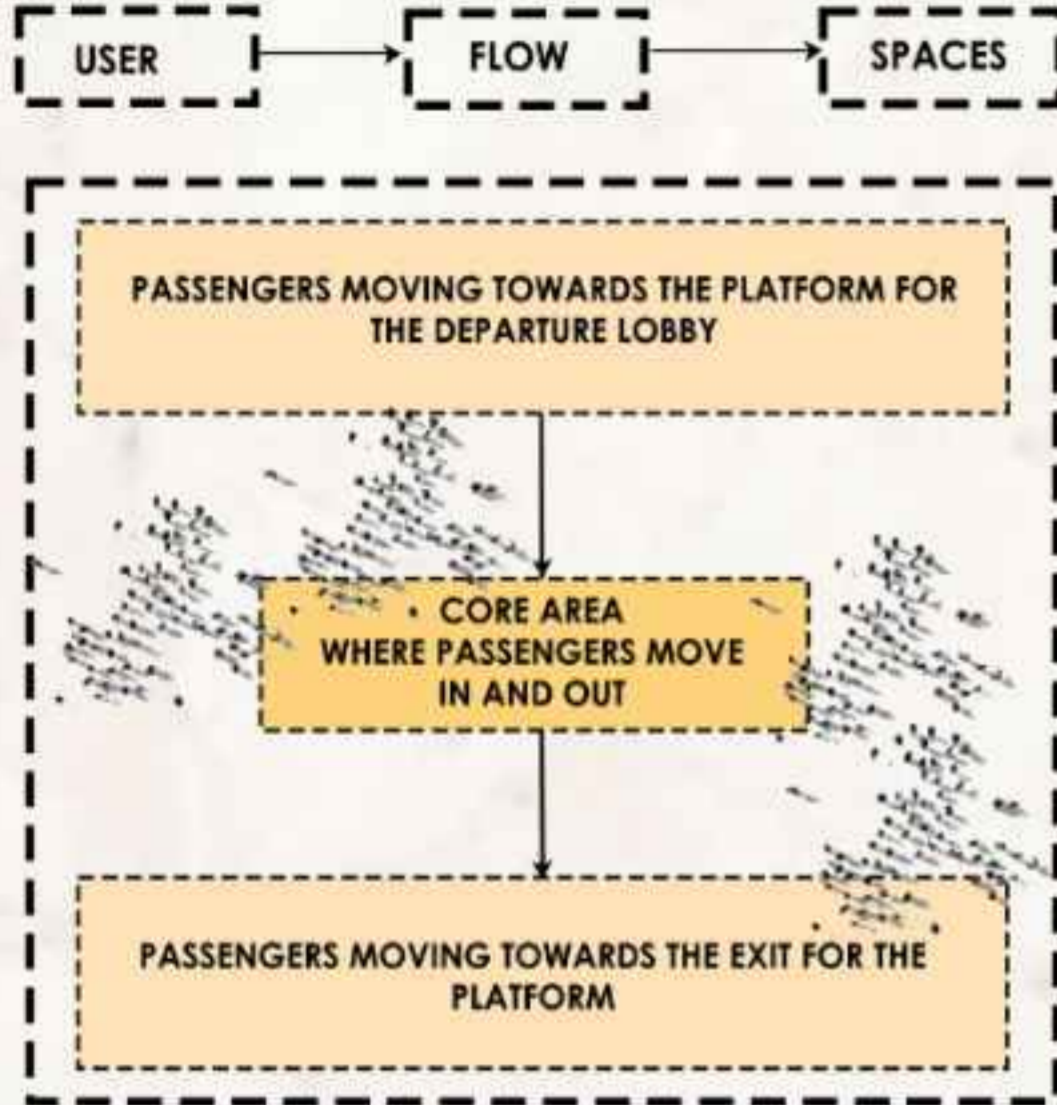 USER
FLOW
SPACES
PASSENGERS MOVING TOWARDS THE PLATFORM FOR
THE DEPARTURE LOBBY
CORE AREA
WHERE PASSENGERS MOVE
IN AND OUT
PASSENGERS MOVING TOWARDS THE EXIT FOR THE
PLATFORM